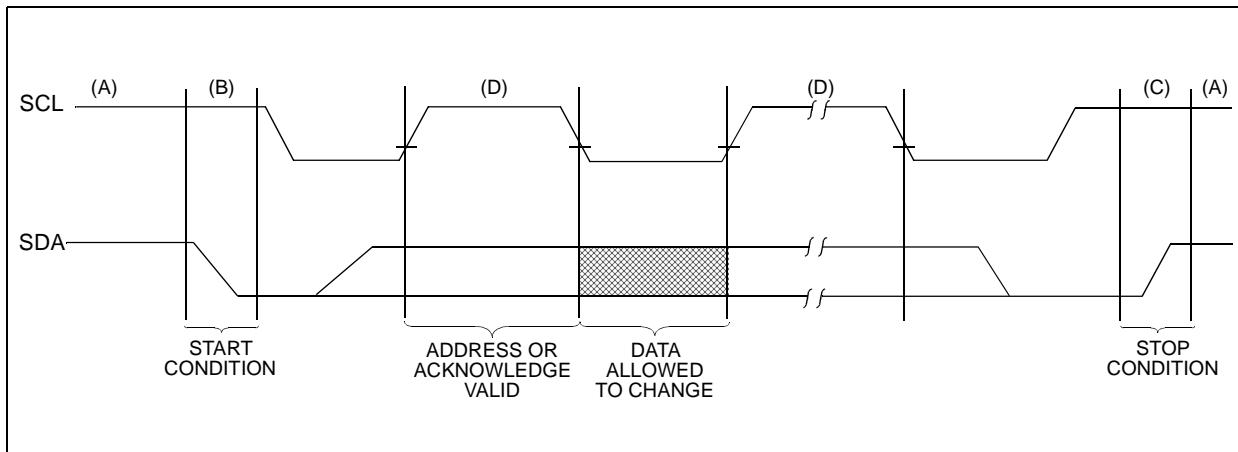 (A)
(B)
(D)
(D)
(C)
(A)
SCL
SDA
START
CONDITION
ADDRESS OR
ACKNOWLEDGE
VALID
DATA
ALLOWED
TO CHANGE
STOP
CONDITION